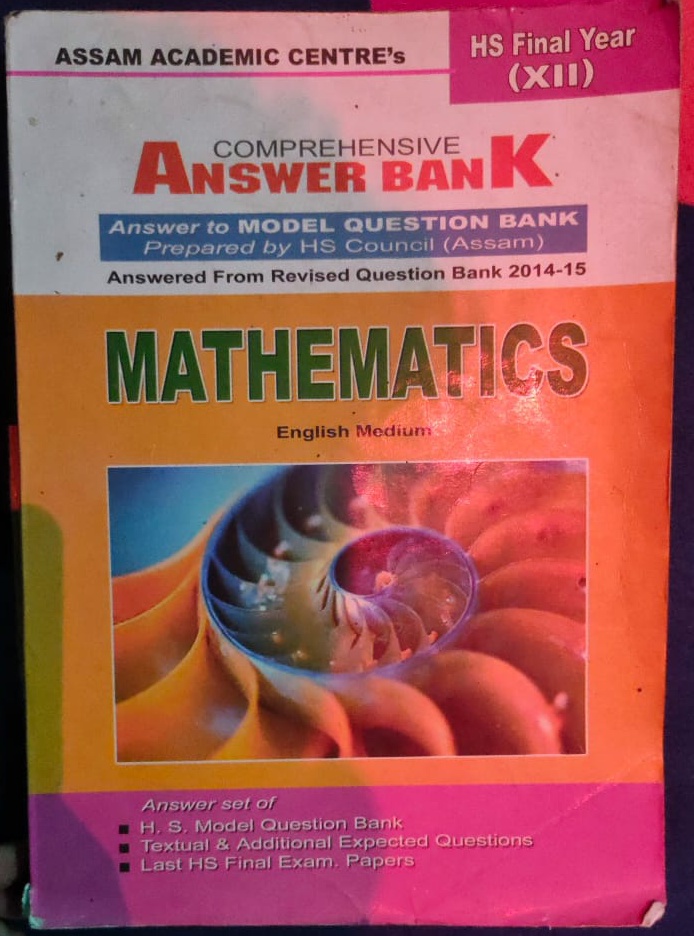 ASSAM ACADEMIC CENTRE's
HS Final Year
(XII)
COMPREHENSIVE
ANSWER BANK
Answer to MODEL QUESTION BANK
Prepared by HS Council (Assam)
Answered From Revised Question Bank 2014-15
MATHEMATICS
English Medium
Answer set of
■ H. S. Model Question Bank
■ Textual & Additional Expected Questions
■ Last HS Final Exam. Papers